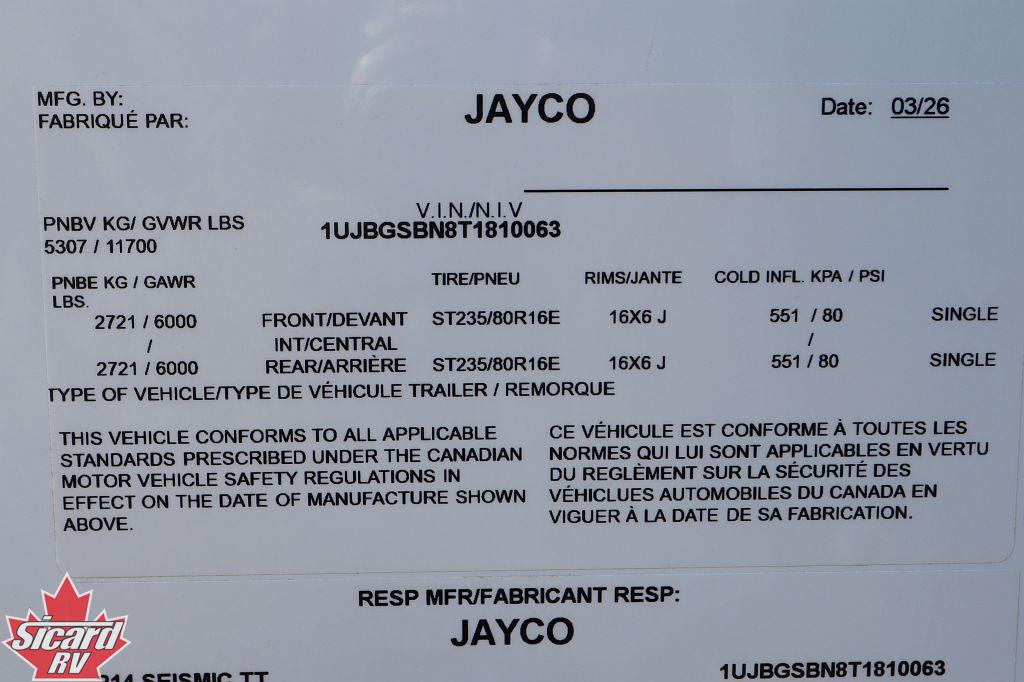 MFG. BY:
FABRIQUÉ PAR:
JAYCO
Date: 03/26
V.I.N./N.I.V
PNBV KG/ GVWR LBS
1UJBGSBN8T1810063
5307 / 11700
PNBE KG / GAWR LBS.
TIRE/PNEU RIMS/JANTE COLD INFL. KPA / PSI
2721 / 6000 FRONT/DEVANT ST235/80R16E 16X6 J 551 / 80 SINGLE
/ INT/CENTRAL /
2721 / 6000 REAR/ARRIÈRE ST235/80R16E 16X6 J 551 / 80 SINGLE
TYPE OF VEHICLE/TYPE DE VÉHICULE TRAILER / REMORQUE
THIS VEHICLE CONFORMS TO ALL APPLICABLE
STANDARDS PRESCRIBED UNDER THE CANADIAN
MOTOR VEHICLE SAFETY REGULATIONS IN
EFFECT ON THE DATE OF MANUFACTURE SHOWN
ABOVE.
CE VÉHICULE EST CONFORME À TOUTES LES
NORMES QUI LUI SONT APPLICABLES EN VERTU
DU REGLÈMENT SUR LA SÉCURITÉ DES
VÉHICLUES AUTOMOBILES DU CANADA EN
VIGUER À LA DATE DE SA FABRICATION.
RESP MFR/FABRICANT RESP:
JAYCO
Sicard
RV
SEISMIC TT
1UJBGSBN8T1810063